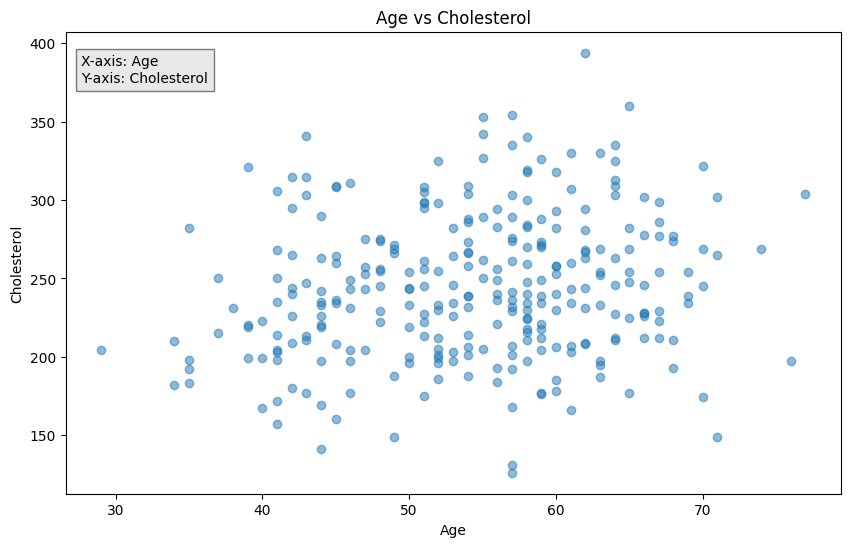 Age vs Cholesterol
400
X-axis: Age
Y-axis: Cholesterol
350
300
250
200
150
Cholesterol
30 40 50 60 70
Age